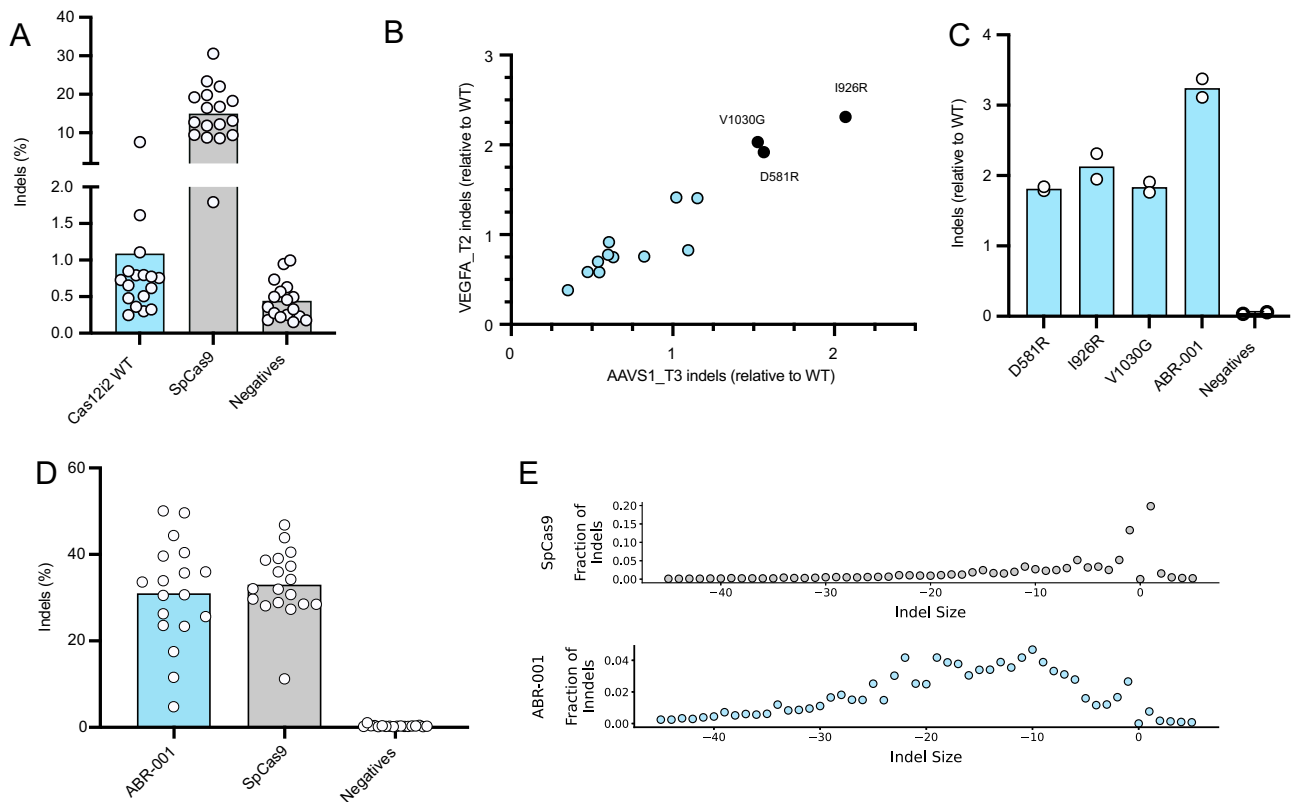 A
Indels (%)
40
30
20
10
2.0
1.5
1.0
0.5
0.0
Cas12i2 WT
SpCas9
Negatives
B
VEGFA_T2 indels (relative to WT)
3
2
1
0
V1030G
I926R
D581R
0
1
2
AAVS1_T3 indels (relative to WT)
C
Indels (relative to WT)
4
3
2
1
0
D581R
I926R
V1030G
ABR-001
Negatives
D
Indels (%)
60
40
20
0
ABR-001
SpCas9
Negatives
E
SpCas9
Fraction of
Indels
0.20
0.15
0.10
0.05
0.00
−40
−30
−20
−10
0
Indel Size
ABR-001
Fraction of
Inndels
0.04
0.02
0.00
−40
−30
−20
−10
0
Indel Size